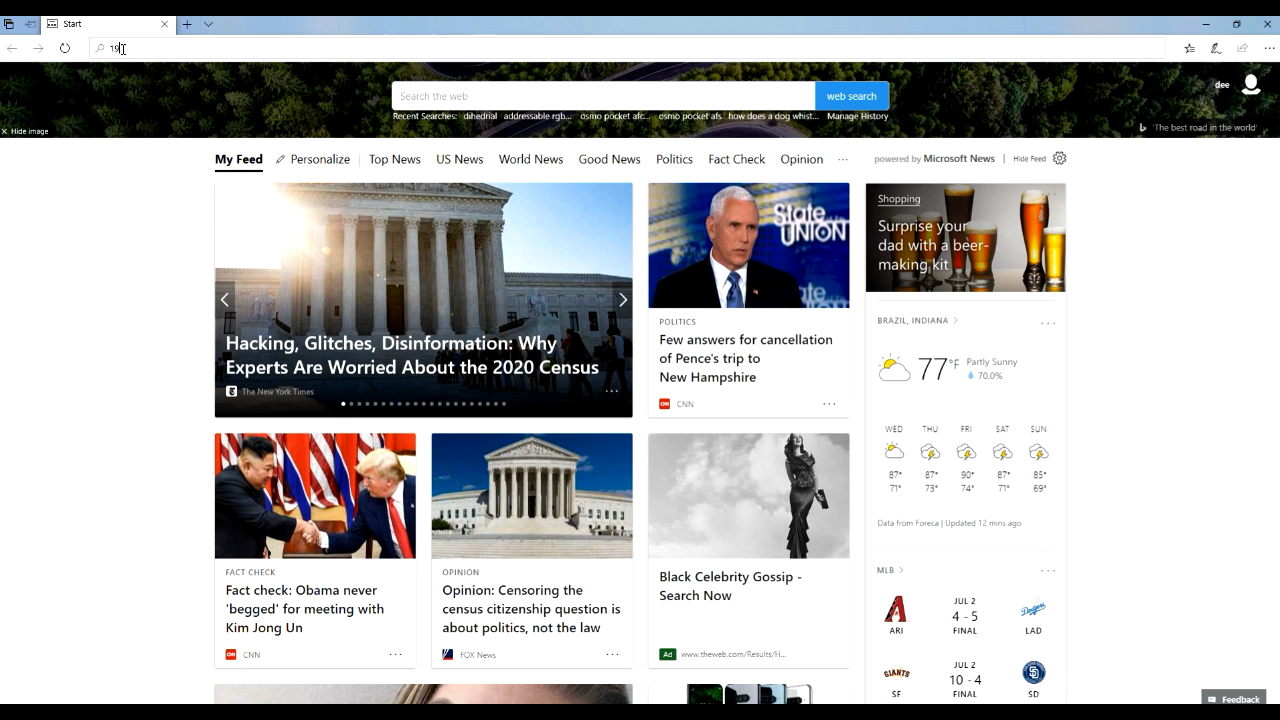 Start
19
Search the web
web search
dee
Recent Searches: dihedrial addressable rgb... osmo pocket afc... osmo pocket afs how does a dog whist... Manage History
Hide image
'The best road in the world'
My Feed Personalize Top News US News World News Good News Politics Fact Check Opinion ... powered by Microsoft News Hide Feed
Hacking, Glitches, Disinformation: Why
Experts Are Worried About the 2020 Census
The New York Times
State
UNION
POLITICS
Few answers for cancellation
of Pence's trip to
New Hampshire
CNN
Shopping
Surprise your
dad with a beer-
making kit
BRAZIL, INDIANA
77°F
Partly Sunny
70.0%
WED THU FRI SAT SUN
87° 87° 90° 87° 85°
71° 73° 74° 71° 69°
Data from Foreca | Updated 12 mins ago
FACT CHECK
Fact check: Obama never
'begged' for meeting with
Kim Jong Un
CNN
OPINION
Opinion: Censoring the
census citizenship question is
about politics, not the law
FOX News
Black Celebrity Gossip -
Search Now
Ad www.theweb.com/Results/H...
MLB
JUL 2
4 - 5
FINAL
ARI
Dodgers
LAD
JUL 2
10 - 4
FINAL
GIANTS
SF
SD
Feedback